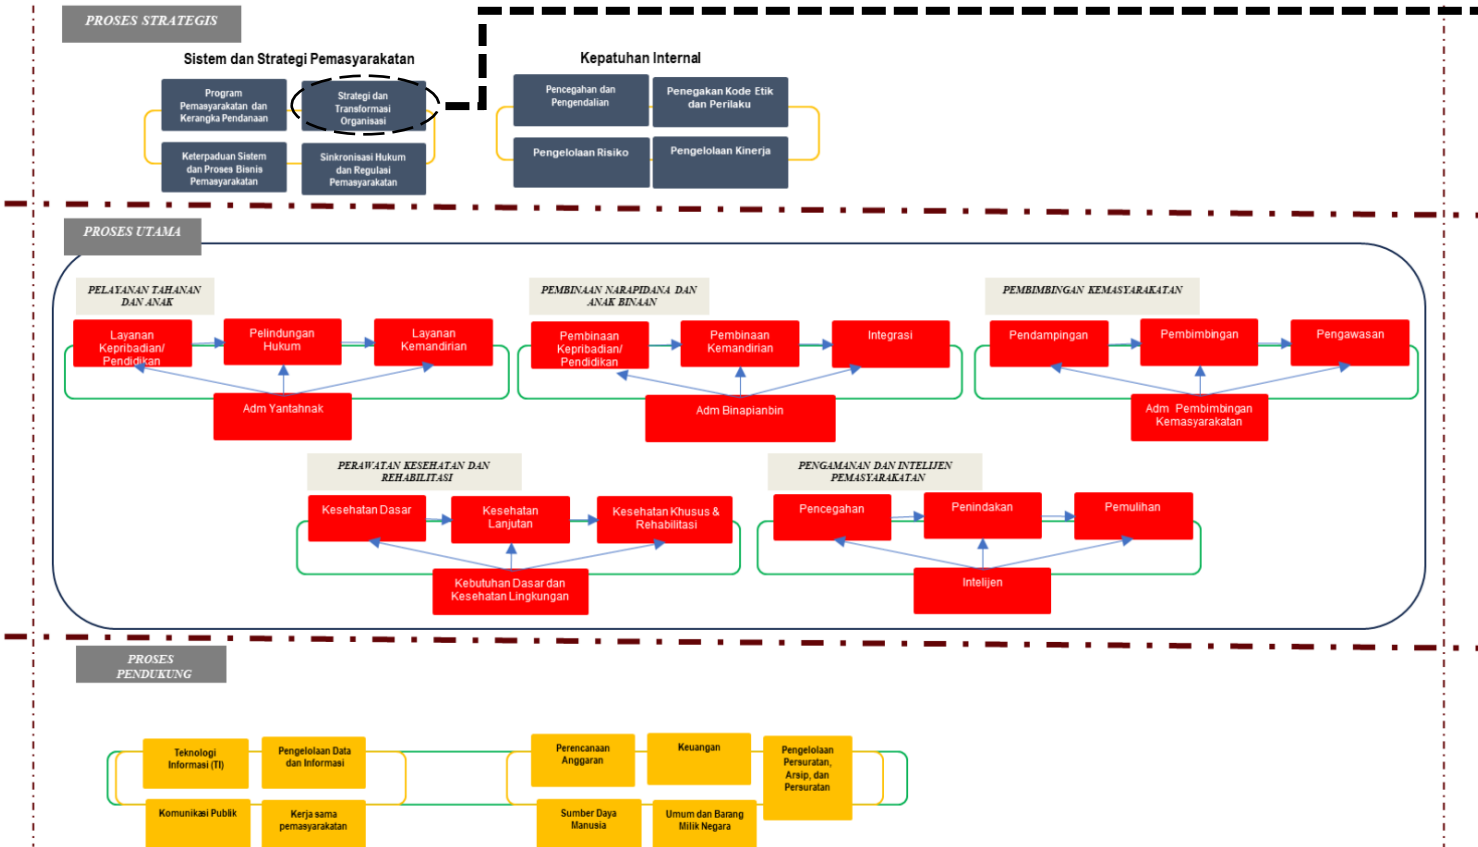 PROSES STRATEGIS
Sistem dan Strategi Pemasyarakatan
Program
Pemasyarakatan dan
Kerangka Pendanaan
Strategi dan
Transformasi
Organisasi
Keterpaduan Sistem
dan Proses Bisnis
Pemasyarakatan
Sinkronisasi Hukum
dan Regulasi
Pemasyarakatan
Kepatuhan Internal
Pencegahan dan
Pengendalian
Penegakan Kode Etik
dan Perilaku
Pengelolaan Risiko
Pengelolaan Kinerja
PROSES UTAMA
PELAYANAN TAHANAN
DAN ANAK
Layanan
Kepribadian/
Pendidikan
Pelindungan
Hukum
Layanan
Kemandirian
Adm Yantahnak
PEMBINAAN NARAPIDANA DAN
ANAK BINAAN
Pembinaan
Kepribadian/
Pendidikan
Pembinaan
Kemandirian
Integrasi
Adm Binapianbin
PEMBIMBINGAN KEMASYARAKATAN
Pendampingan
Pembimbingan
Pengawasan
Adm Pembimbingan
Kemasyarakatan
PERAWATAN KESEHATAN DAN
REHABILITASI
Kesehatan Dasar
Kesehatan
Lanjutan
Kesehatan Khusus &
Rehabilitasi
Kebutuhan Dasar dan
Kesehatan Lingkungan
PENGAMANAN DAN INTELIJEN
PEMASYARAKATAN
Pencegahan
Penindakan
Pemulihan
Intelijen
PROSES
PENDUKUNG
Teknologi
Informasi (TI)
Pengelolaan Data
dan Informasi
Komunikasi Publik
Kerja sama
pemasyarakatan
Perencanaan
Anggaran
Keuangan
Pengelolaan
Persuratan,
Arsip, dan
Persuratan
Sumber Daya
Manusia
Umum dan Barang
Milik Negara